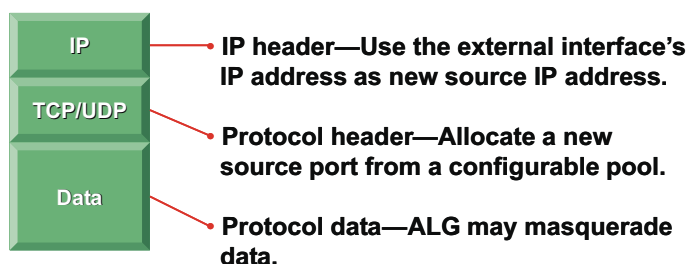 IP
IP header—Use the external interface's
IP address as new source IP address.
TCP/UDP
Protocol header—Allocate a new
source port from a configurable pool.
Data
Protocol data—ALG may masquerade
data.